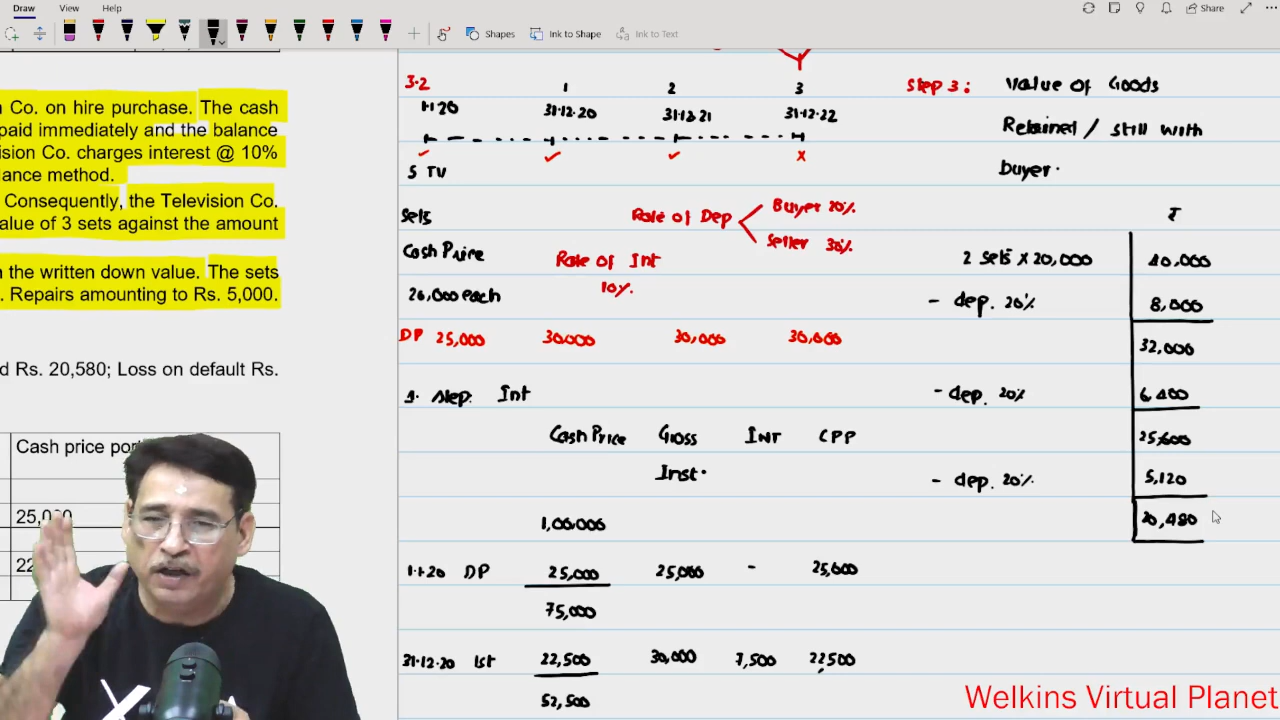 Draw Insert View Help Share
Shapes Ink to Shape Ink to Text
n Co. on hire purchase. The cash
paid immediately and the balance
ision Co. charges interest @ 10%
lance method.
Consequently, the Television Co.
alue of 3 sets against the amount
n the written down value. The sets
. Repairs amounting to Rs. 5,000.
d Rs. 20,580; Loss on default Rs.
Cash price por
25,000
22
3.2 1 2 3
1.1.20 31.12.20 31.12.21 31.12.22
5 TV
Sets
Cash Price
20,000 each
Rate of Dep Buyer 20%
Seller 30%
Rate of Int
10%
DP 25,000 30,000 30,000 30,000
1. Step. Int
Cash Price Gross INT CPP
Inst.
1,00,000
1.1.20 DP 25,000 25,000 - 25,000
75,000
31.12.20 1st 22,500 30,000 7,500 22,500
52,500
Step 3: Value of Goods
Retained / still with
buyer.
₹
2 sets x 20,000 40,000
- dep. 20% 8,000
32,000
- dep. 20% 6,400
25,600
- dep. 20% 5,120
20,480
Welkins Virtual Planet